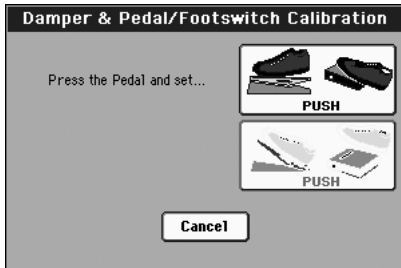 Damper & Pedal/Footswitch Calibration
Press the Pedal and set...
PUSH
PUSH
Cancel